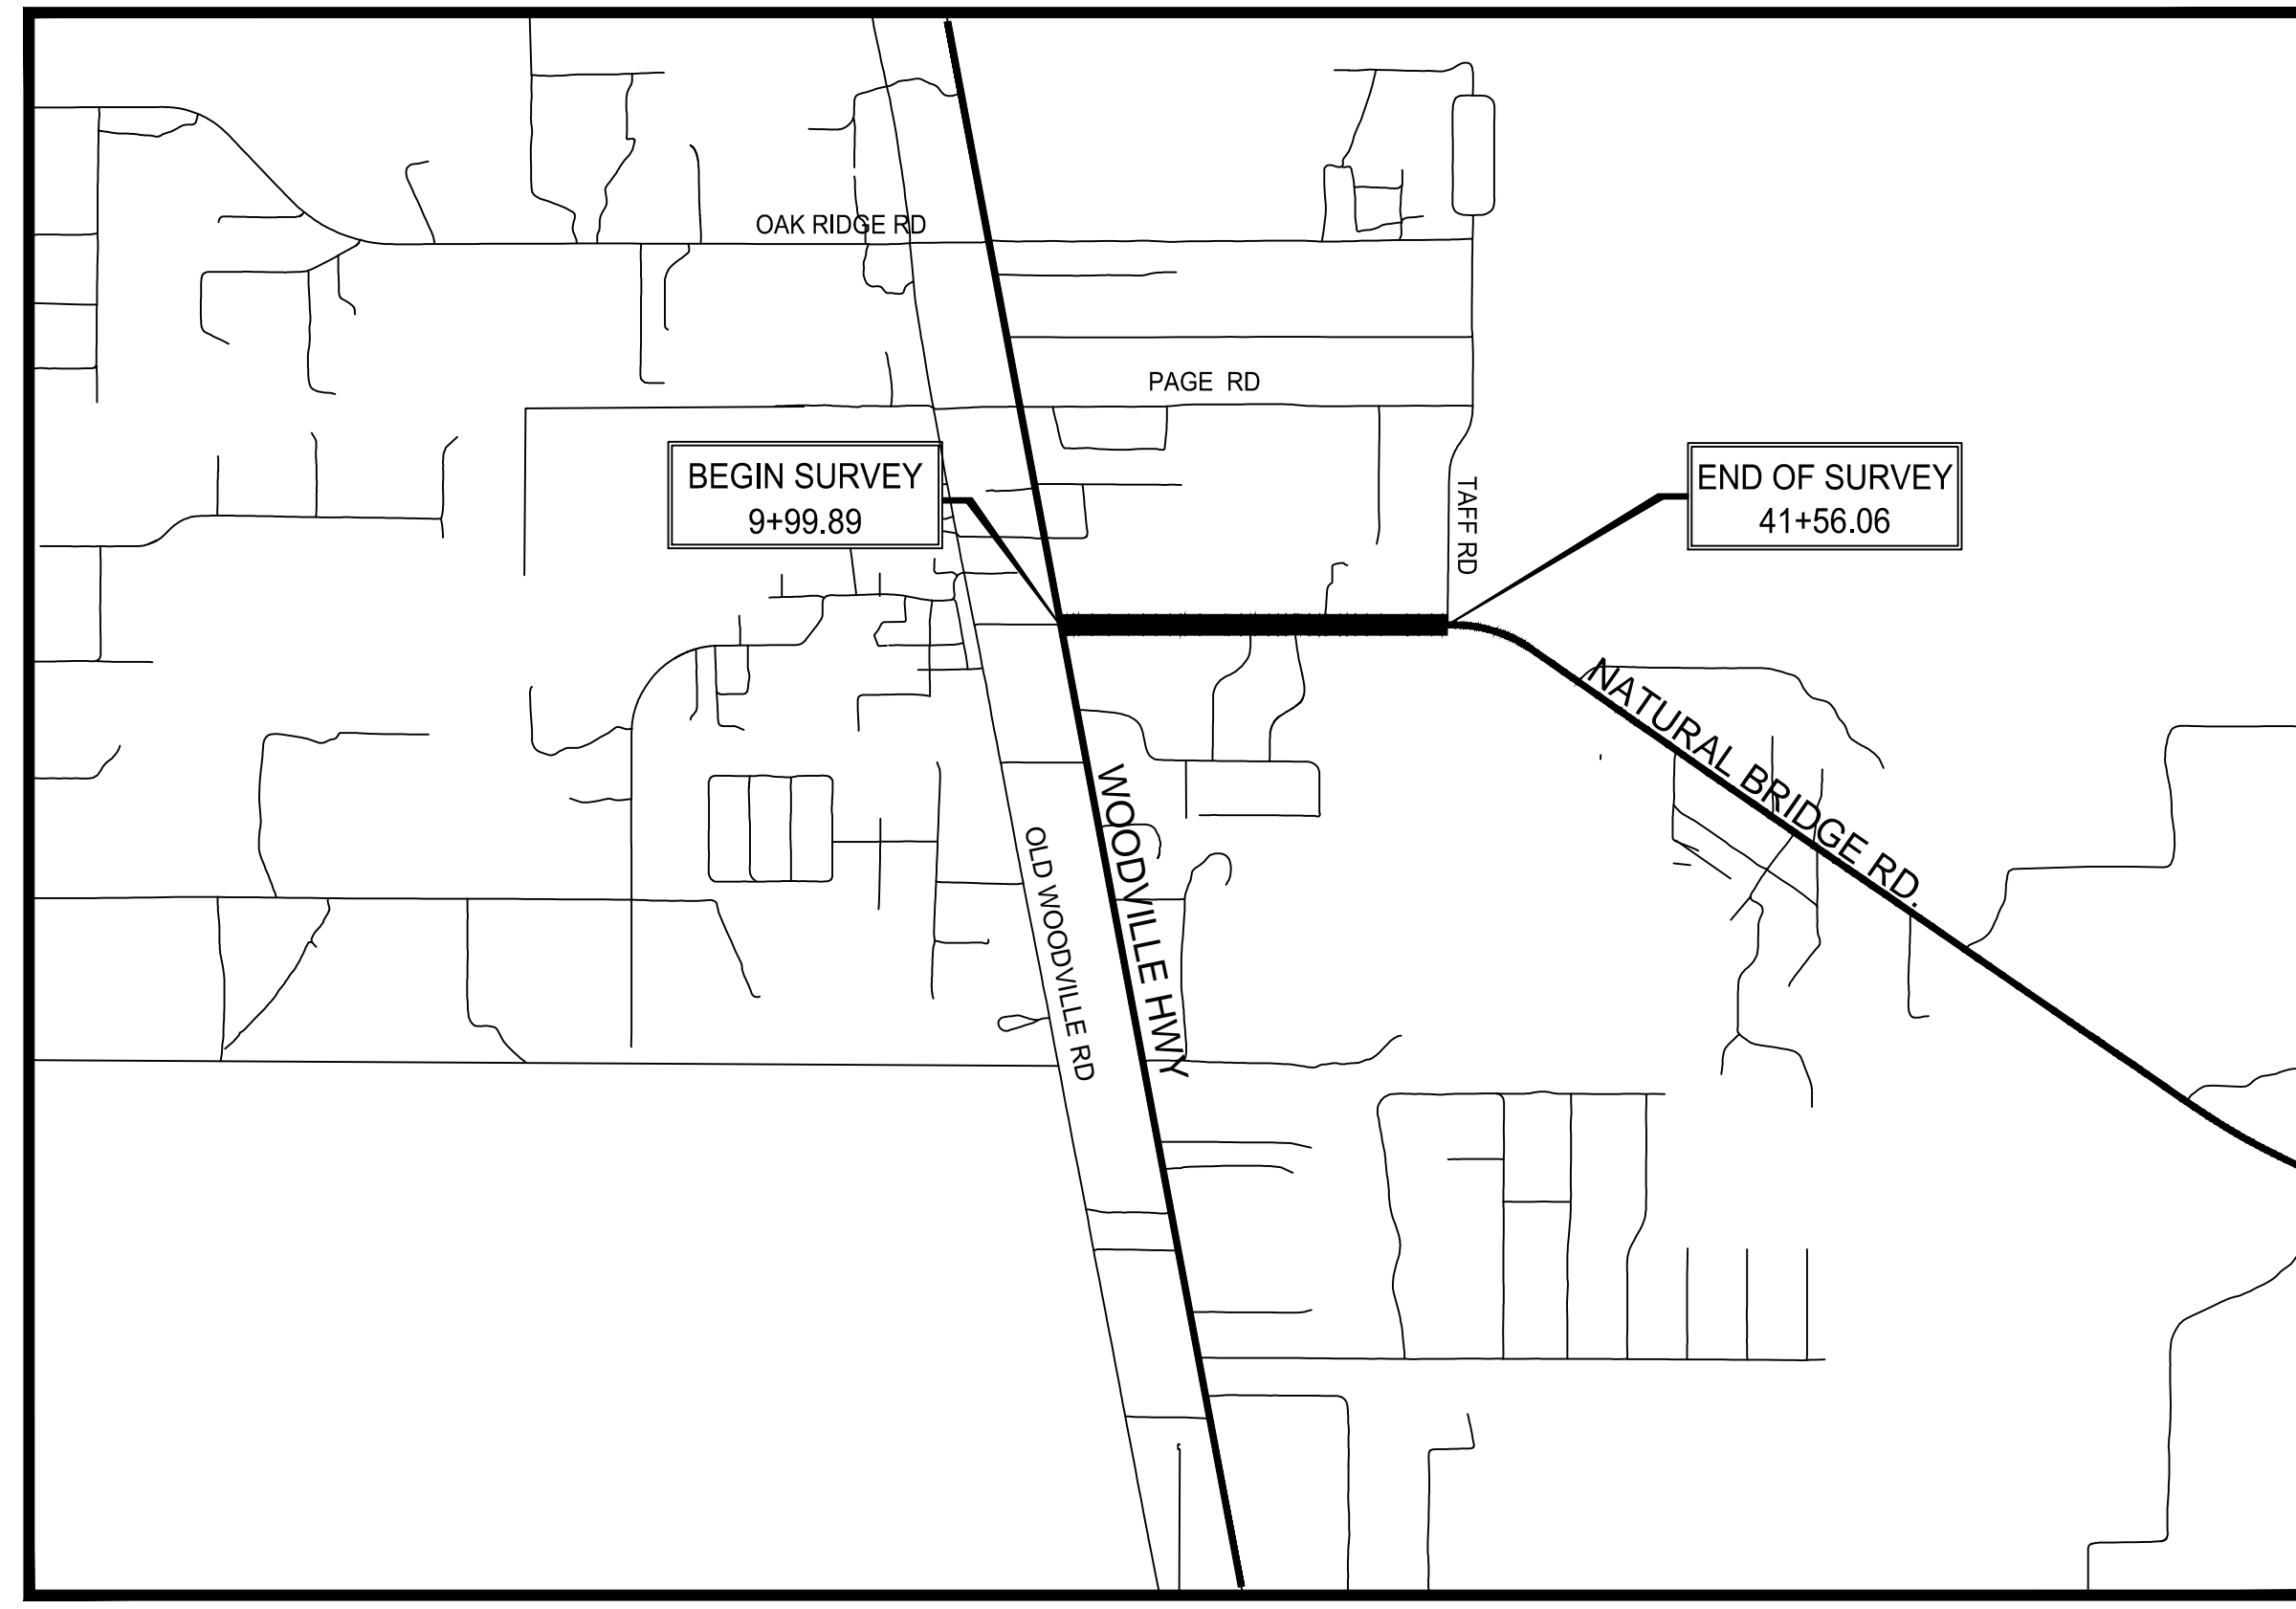 OAK RIDGE RD
PAGE RD
BEGIN SURVEY
9+99.89
TAFF RD
END OF SURVEY
41+56.06
NATURAL BRIDGE RD.
WOODVILLE HWY
OLD WOODVILLE RD